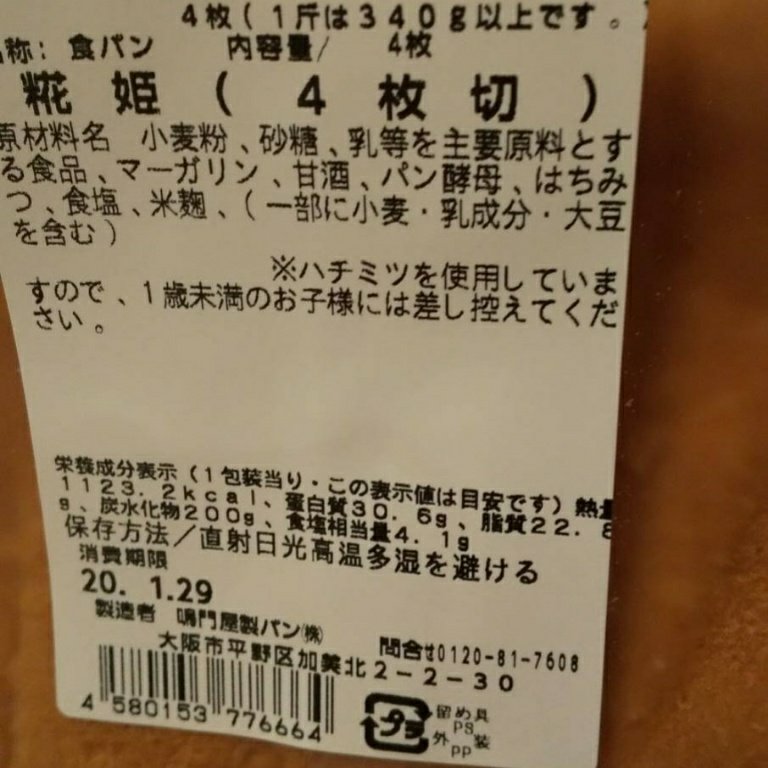 4枚(1斤は340g以上です。
名称: 食パン 内容量/ 4枚
糀姫(4枚切)
原材料名 小麦粉、砂糖、乳等を主要原料とす
る食品、マーガリン、甘酒、パン酵母、はちみ
つ、食塩、米麹、(一部に小麦・乳成分・大豆
を含む)
※ハチミツを使用していま
すので、1歳未満のお子様には差し控えてくだ
さい。
栄養成分表示(1包装当り・この表示値は目安です)熱量
1123.2kcal、蛋白質30.6g、脂質22.8
g、炭水化物200g、食塩相当量4.1g
保存方法/直射日光高温多湿を避ける
消費期限
20. 1.29
製造者 鳴門屋製パン㈱
大阪市平野区加美北2-2-30
問合せ0120-81-7608
4 580153 776664
プラ
留め具
PS
外装
PP